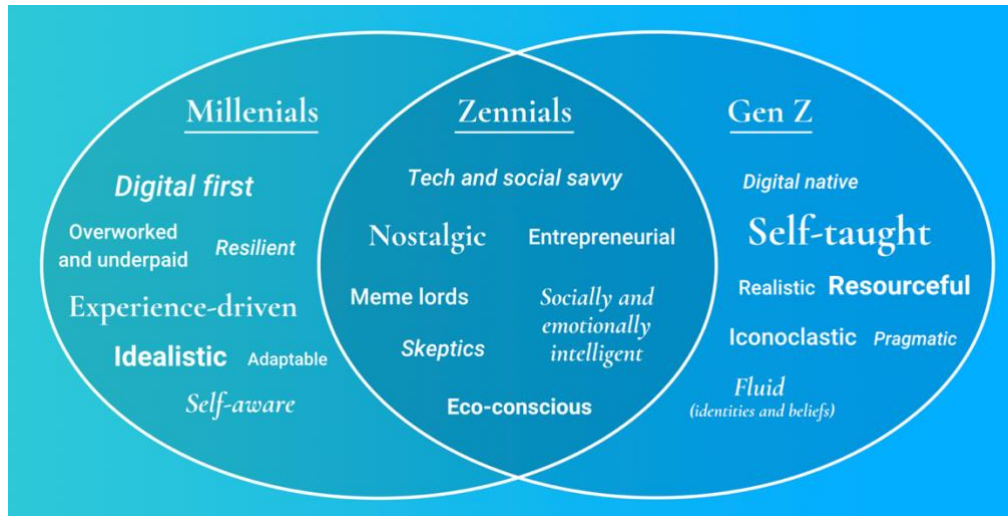 Millenials
Digital first
Overworked
and underpaid
Resilient
Experience-driven
Idealistic
Adaptable
Self-aware
Zennials
Tech and social savvy
Nostalgic
Entrepreneurial
Meme lords
Socially and
emotionally
intelligent
Skeptics
Eco-conscious
Gen Z
Digital native
Self-taught
Realistic
Resourceful
Iconoclastic
Pragmatic
Fluid
(identities and beliefs)